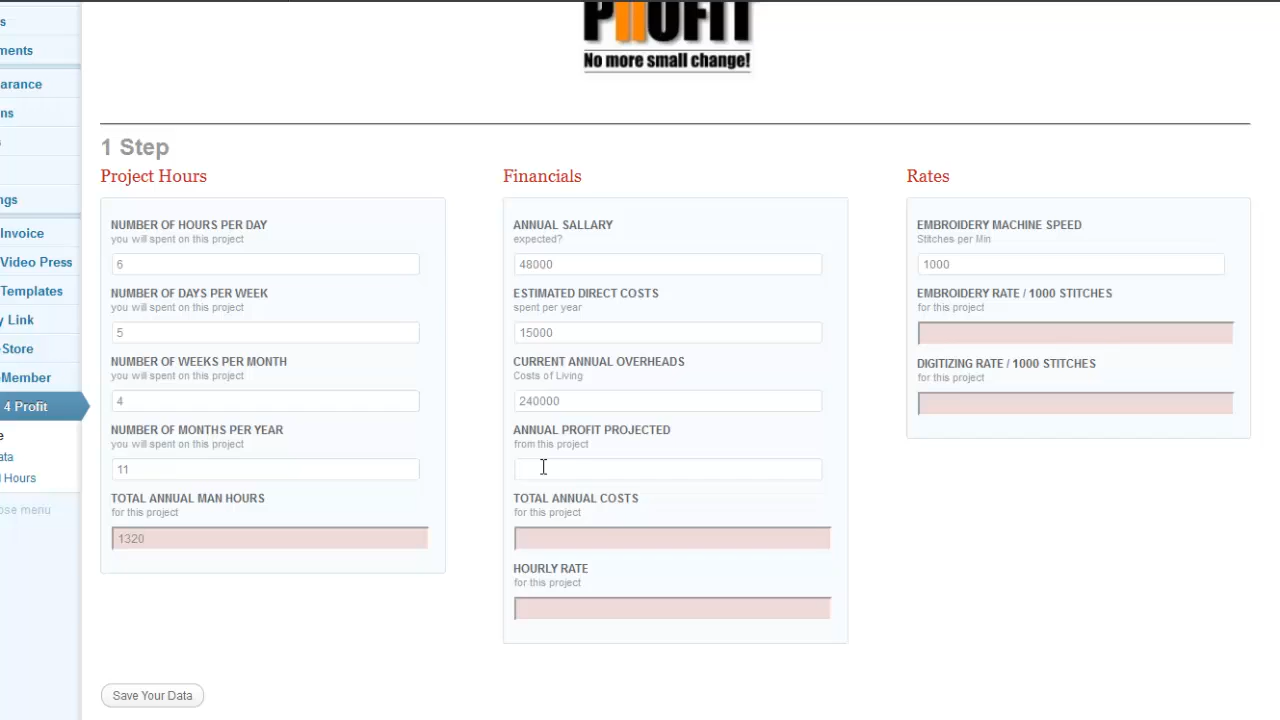 PROFIT
No more small change!
s
ments
arance
ns
ngs
Invoice
Video Press
Templates
y Link
Store
Member
4 Profit
e
ata
l Hours
ose menu
1 Step
Project Hours
NUMBER OF HOURS PER DAY
you will spent on this project
6
NUMBER OF DAYS PER WEEK
you will spent on this project
5
NUMBER OF WEEKS PER MONTH
you will spent on this project
4
NUMBER OF MONTHS PER YEAR
you will spent on this project
11
TOTAL ANNUAL MAN HOURS
for this project
1320
Financials
ANNUAL SALLARY
expected?
48000
ESTIMATED DIRECT COSTS
spent per year
15000
CURRENT ANNUAL OVERHEADS
Costs of Living
240000
ANNUAL PROFIT PROJECTED
from this project
TOTAL ANNUAL COSTS
for this project
HOURLY RATE
for this project
Rates
EMBROIDERY MACHINE SPEED
Stitches per Min
1000
EMBROIDERY RATE / 1000 STITCHES
for this project
DIGITIZING RATE / 1000 STITCHES
for this project
Save Your Data